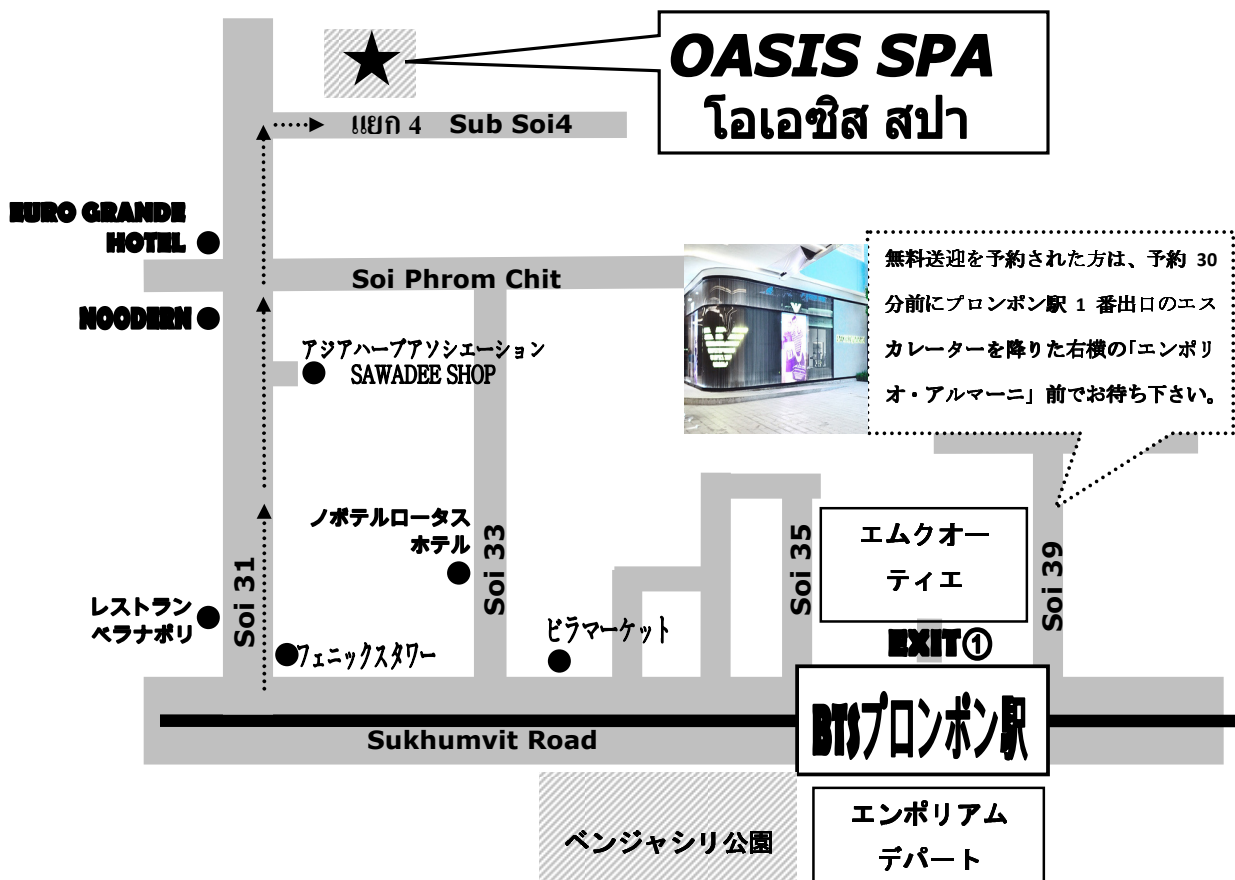 OASIS SPA
โอเอซิส สปา
แยก 4 Sub Soi4
EURO GRANDE
HOTEL
Soi Phrom Chit
無料送迎を予約された方は、予約 30
分前にプロンポン駅 1 番出口のエス
カレーターを降りた右横の「エンポリ
オ・アルマーニ」前でお待ち下さい。
NOODERN
アジアハーブアソシエーション
SAWADEE SHOP
ノボテルロータス
ホテル
Soi 33
Soi 35
エムクオー
ティエ
Soi 39
Soi 31
レストラン
ベラナポリ
フェニックスタワー
ビラマーケット
EXIT①
BTSプロンポン駅
Sukhumvit Road
ベンジャシリ公園
エンポリアム
デパート